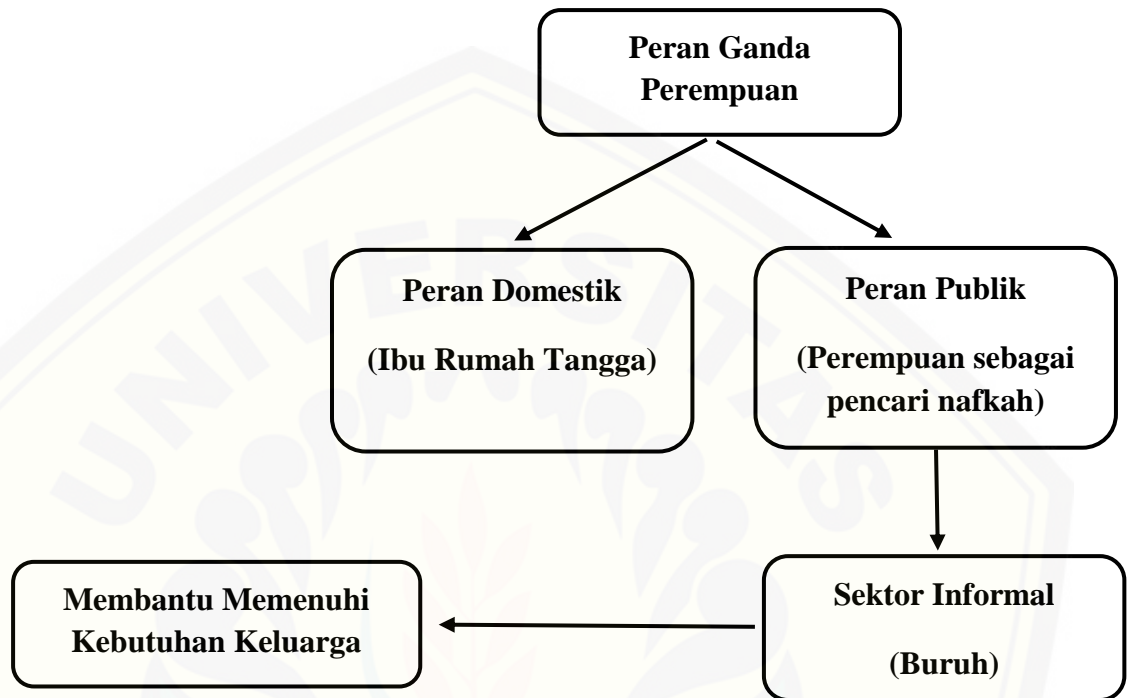 Peran Ganda
Perempuan
Peran Domestik
(Ibu Rumah Tangga)
Peran Publik
(Perempuan sebagai
pencari nafkah)
Sektor Informal
(Buruh)
Membantu Memenuhi
Kebutuhan Keluarga
UNIVERSITAS